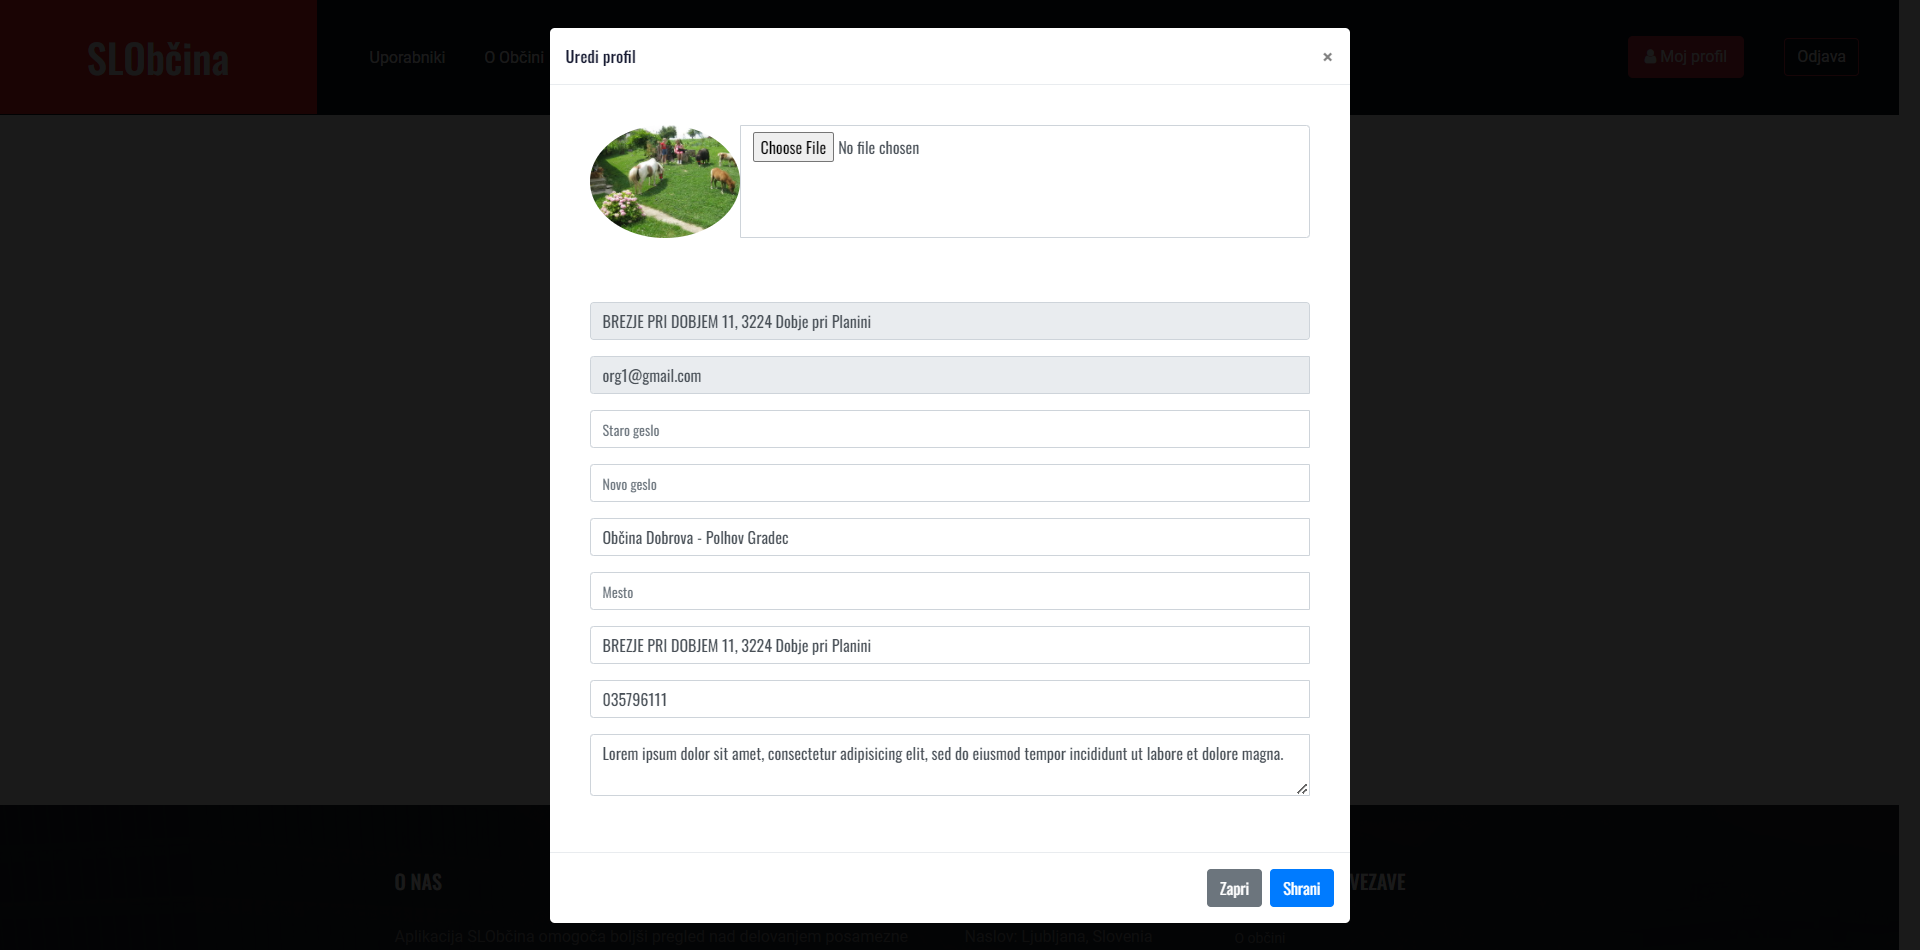 SLObčina
Uporabniki
O Občini
Moj profil
Odjava
Uredi profil
×
Choose File No file chosen
BREZJE PRI DOBJEM 11, 3224 Dobje pri Planini
org1@gmail.com
Staro geslo
Novo geslo
Občina Dobrova - Polhov Gradec
Mesto
BREZJE PRI DOBJEM 11, 3224 Dobje pri Planini
035796111
Lorem ipsum dolor sit amet, consectetur adipisicing elit, sed do eiusmod tempor incididunt ut labore et dolore magna.
Zapri
Shrani
O NAS
VEZAVE
Aplikacija SLObčina omogoča boljši pregled nad delovanjem posamezne
Naslov: Ljubljana, Slovenia
O občini